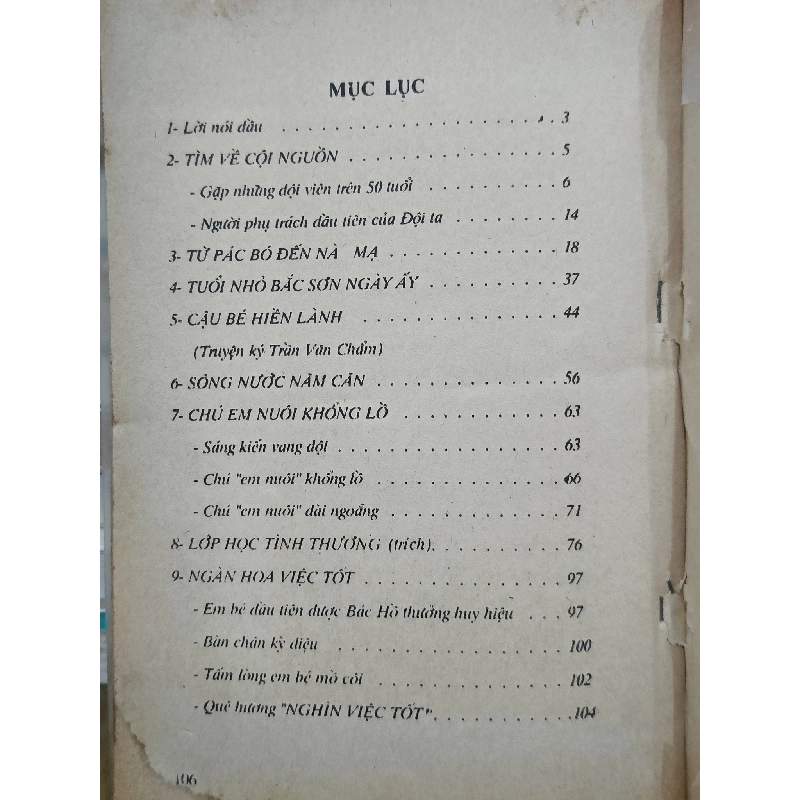 MỤC LỤC
1- Lời nói đầu . . . . . . . . . . . . . . . . . . . 3
2- TÌM VỀ CỘI NGUỒN . . . . . . . . . . . . . . 5
- Gặp những đội viên trên 50 tuổi . . . . . . . . . 6
- Người phụ trách đầu tiên của Đội ta . . . . . . . 14
3- TỪ PÁC BÓ ĐẾN NÀ MẠ . . . . . . . . . . . . 18
4- TUỔI NHỎ BẮC SƠN NGÀY ẤY . . . . . . . . . 37
5- CẬU BÉ HIỀN LÀNH . . . . . . . . . . . . . . 44
(Truyện ký Trần Văn Chẩm)
6- SÔNG NƯỚC NĂM CĂN . . . . . . . . . . . . . 56
7- CHÚ EM NUÔI KHỔNG LỒ . . . . . . . . . . . 63
- Sáng kiến vang dội . . . . . . . . . . . . . . . 63
- Chú "em nuôi" khổng lồ . . . . . . . . . . . . . 66
- Chú "em nuôi" dài ngoẵng . . . . . . . . . . . . 71
8- LỚP HỌC TÌNH THƯƠNG (trích). . . . . . . . . 76
9- NGÀN HOA VIỆC TỐT . . . . . . . . . . . . . . 97
- Em bé đầu tiên được Bác Hồ thưởng huy hiệu . . . 97
- Bàn chân kỳ diệu . . . . . . . . . . . . . . . . 100
- Tấm lòng em bé mồ côi . . . . . . . . . . . . . 102
- Quê hương "NGHÌN VIỆC TỐT". . . . . . . . . . 104
106